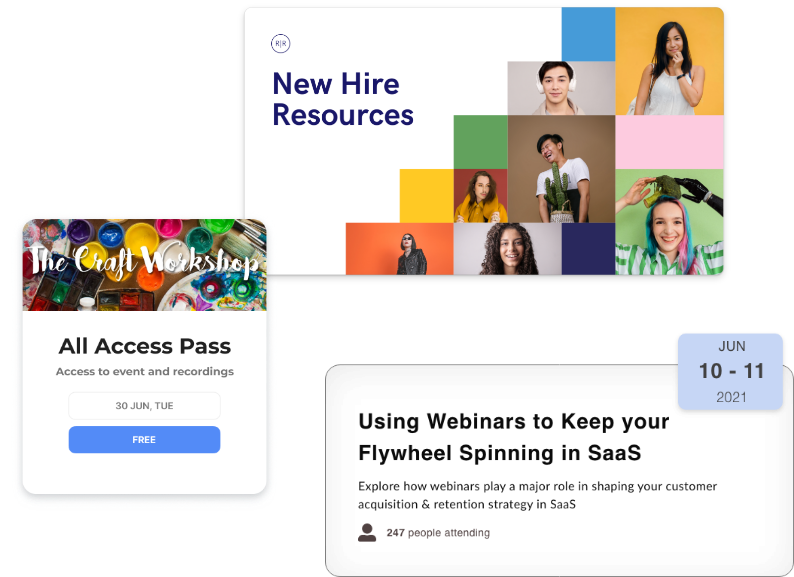 R|R
New Hire
Resources
The Craft Workshop
All Access Pass
Access to event and recordings
30 JUN, TUE
FREE
JUN
10 - 11
2021
Using Webinars to Keep your
Flywheel Spinning in SaaS
Explore how webinars play a major role in shaping your customer
acquisition & retention strategy in SaaS
247 people attending